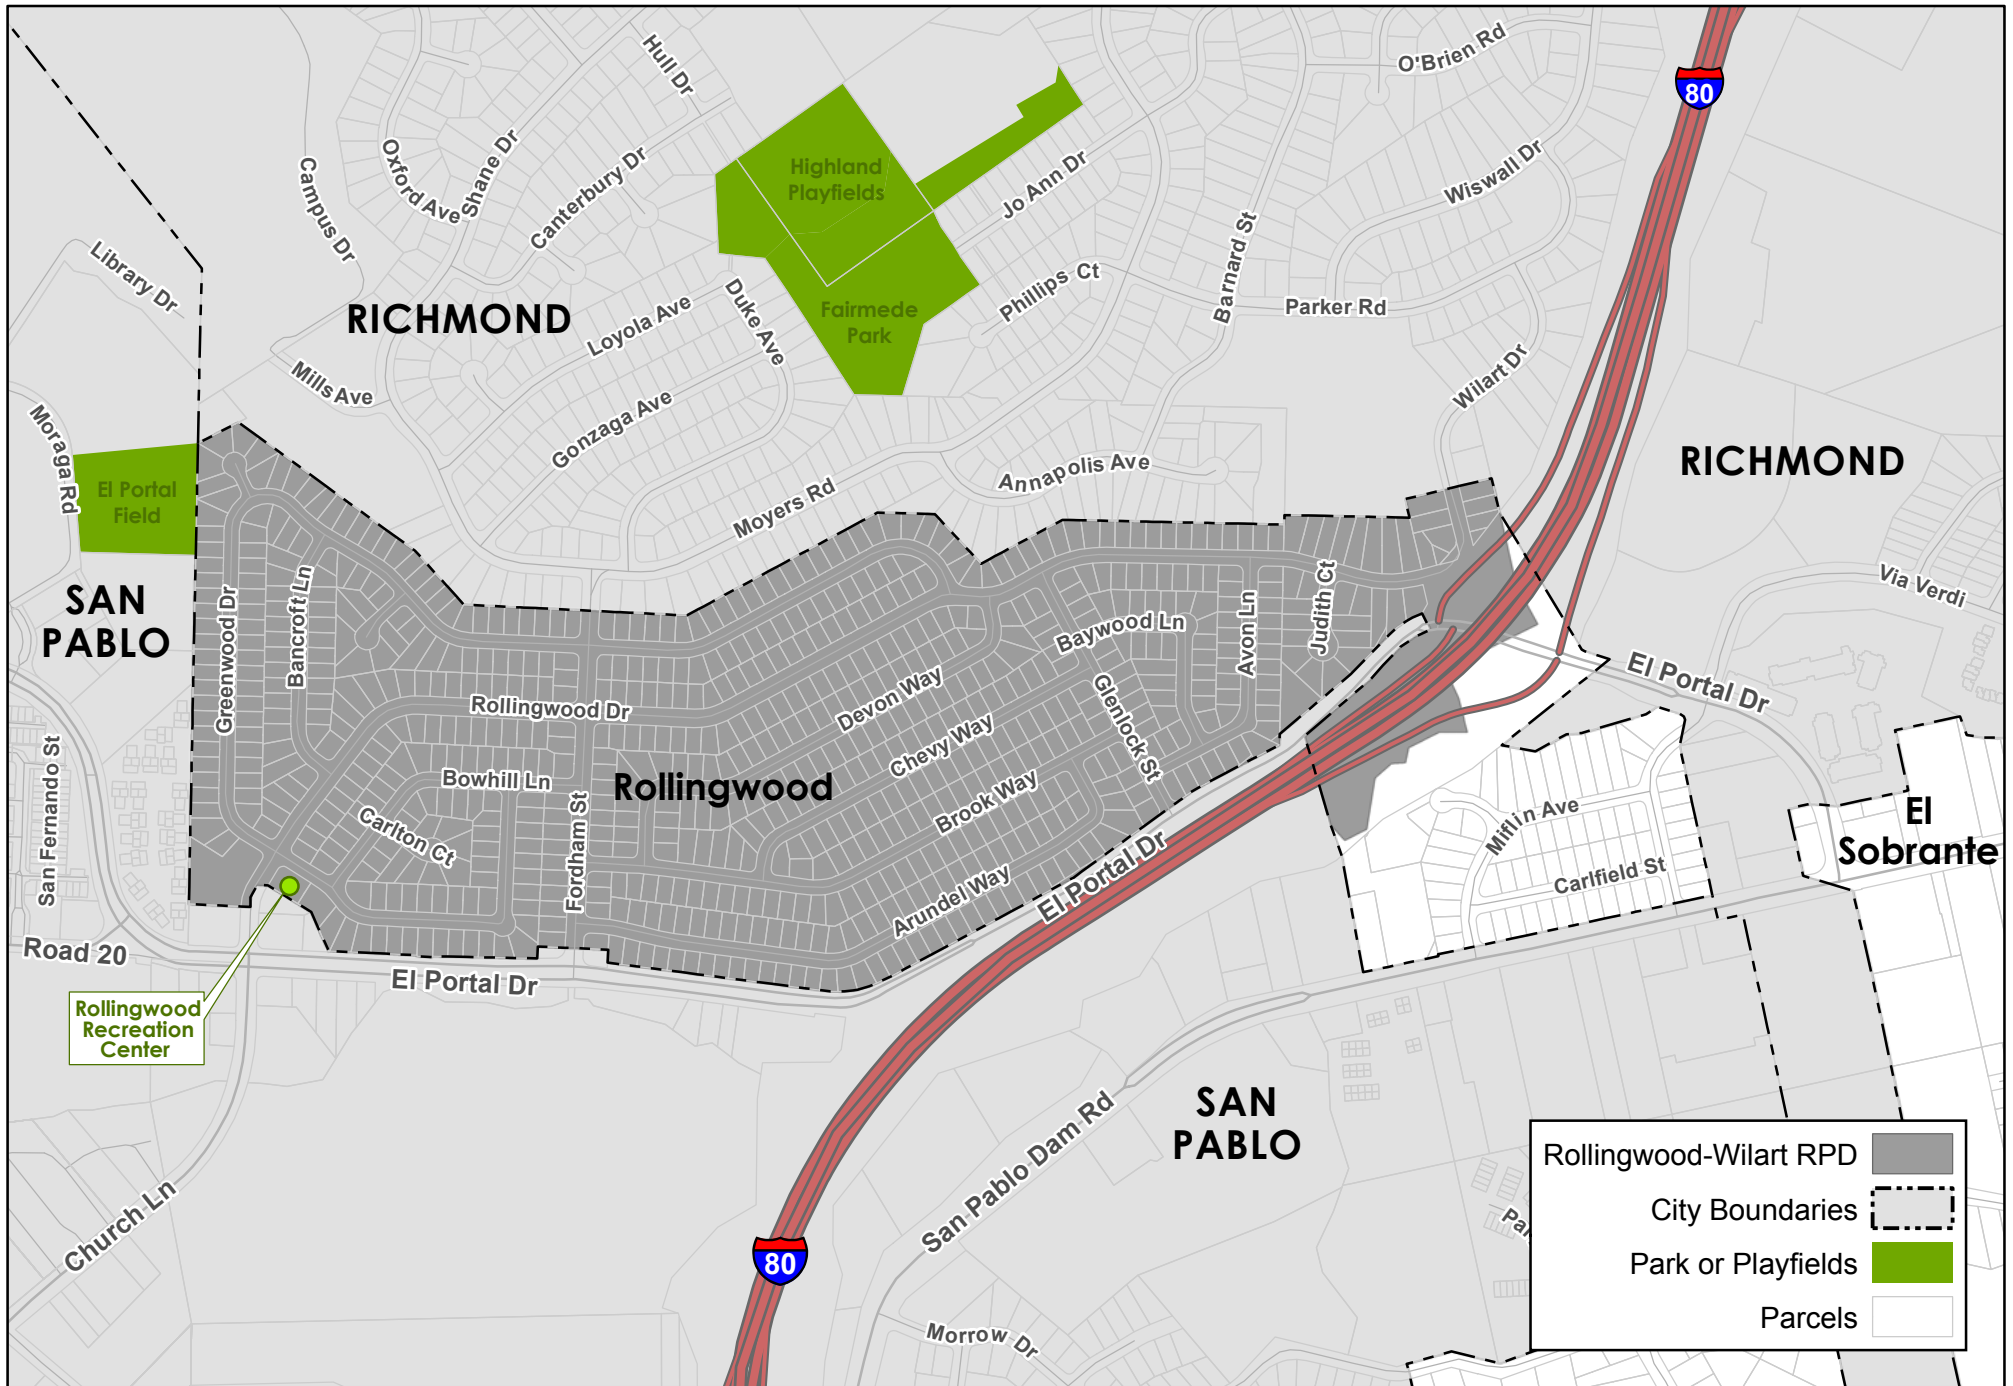 Hull Dr
O'Brien Rd
80
Oxford Ave
Shane Dr
Campus Dr
Canterbury Dr
Highland
Playfields
Jo Ann Dr
Wiswall Dr
Library Dr
Barnard St
RICHMOND
Loyola Ave
Duke Ave
Fairmede
Park
Phillips Ct
Parker Rd
Mills Ave
Gonzaga Ave
Wilart Dr
Moraga Rd
El Portal
Field
Moyers Rd
Annapolis Ave
RICHMOND
SAN
PABLO
Greenwood Dr
Bancroft Ln
Baywood Ln
Avon Ln
Judith Ct
Via Verdi
El Portal Dr
Rollingwood Dr
Devon Way
Chevy Way
Glenlock St
San Fernando St
Bowhill Ln
Rollingwood
Brook Way
Carlton Ct
Fordham St
Miflin Ave
Carlfield St
El
Sobrante
Arundel Way
El Portal Dr
Road 20
El Portal Dr
Rollingwood
Recreation
Center
SAN
PABLO
San Pablo Dam Rd
Church Ln
80
Morrow Dr
Rollingwood-Wilart RPD
City Boundaries
Park or Playfields
Parcels